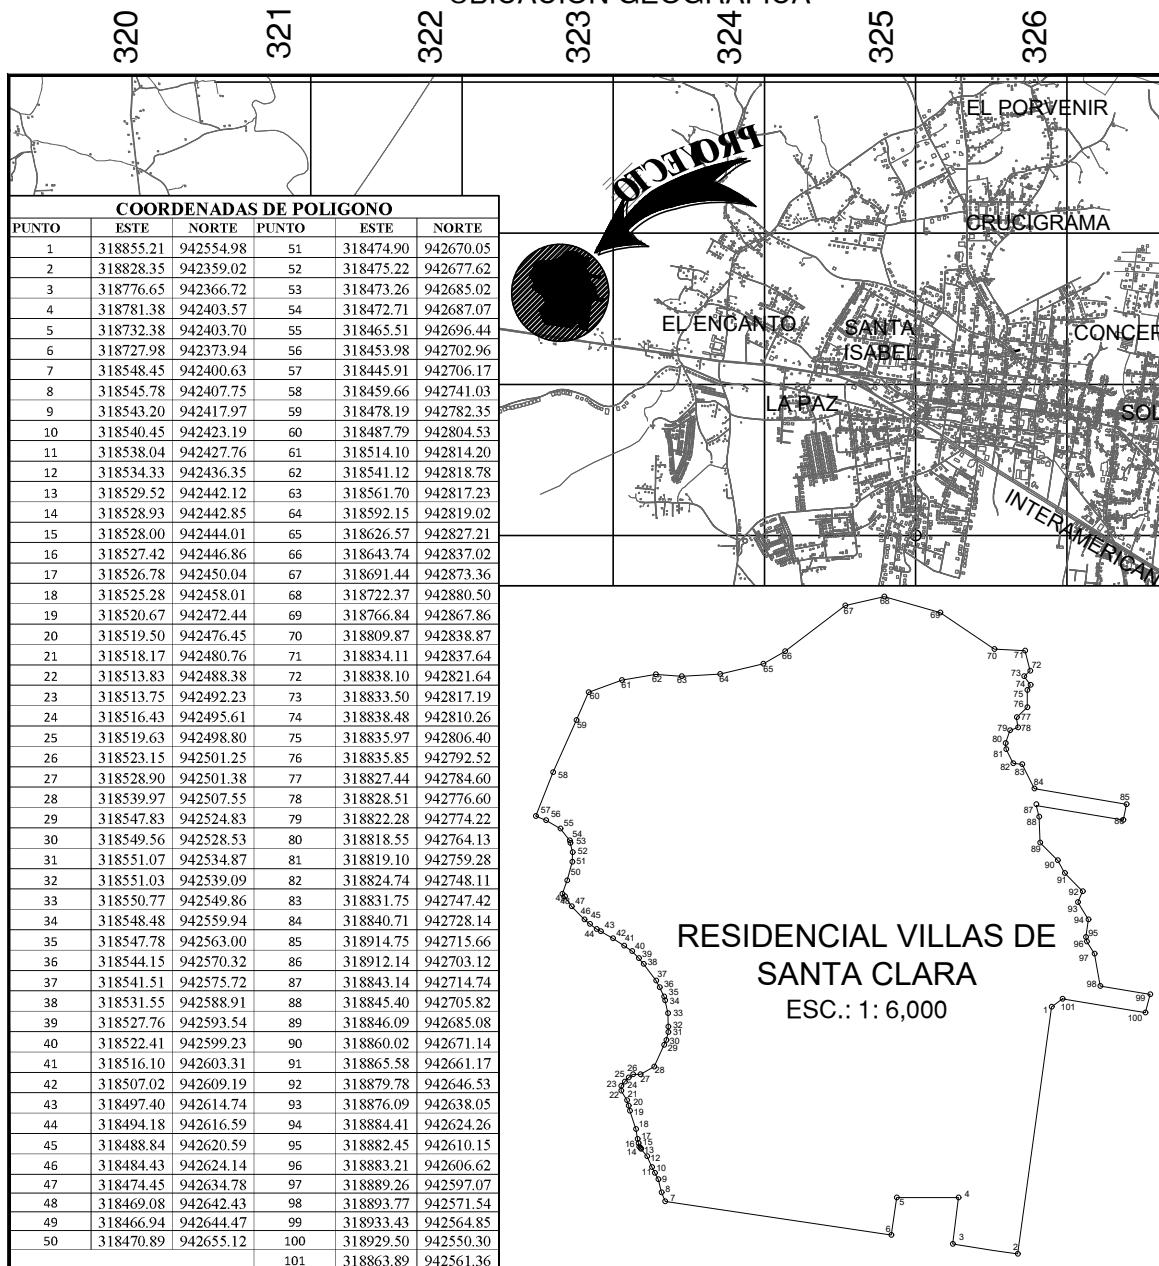 UBICACIÓN GEOGRÁFICA
320 321 322 323 324 325 326
EL PORVENIR
PROYECTO
CRUCIGRAMA
EL ENCANTO
SANTA
ISABEL
CONCER
LA PAZ
SOL
INTERAMERICAN
COORDENADAS DE POLIGONO
PUNTO ESTE NORTE PUNTO ESTE NORTE
1 318855.21 942554.98 51 318474.90 942670.05
2 318828.35 942359.02 52 318475.22 942677.62
3 318776.65 942366.72 53 318473.26 942685.02
4 318781.38 942403.57 54 318472.71 942687.07
5 318732.38 942403.70 55 318465.51 942696.44
6 318727.98 942373.94 56 318453.98 942702.96
7 318548.45 942400.63 57 318445.91 942706.17
8 318545.78 942407.75 58 318459.66 942741.03
9 318543.20 942417.97 59 318478.19 942782.35
10 318540.45 942423.19 60 318487.79 942804.53
11 318538.04 942427.76 61 318514.10 942814.20
12 318534.33 942436.35 62 318541.12 942818.78
13 318529.52 942442.12 63 318561.70 942817.23
14 318528.93 942442.85 64 318592.15 942819.02
15 318528.00 942444.01 65 318626.57 942827.21
16 318527.42 942446.86 66 318643.74 942837.02
17 318526.78 942450.04 67 318691.44 942873.36
18 318525.28 942458.01 68 318722.37 942880.50
19 318520.67 942472.44 69 318766.84 942867.86
20 318519.50 942476.45 70 318809.87 942838.87
21 318518.17 942480.76 71 318834.11 942837.64
22 318513.83 942488.38 72 318838.10 942821.64
23 318513.75 942492.23 73 318833.50 942817.19
24 318516.43 942495.61 74 318838.48 942810.26
25 318519.63 942498.80 75 318835.97 942806.40
26 318523.15 942501.25 76 318835.85 942792.52
27 318528.90 942501.38 77 318827.44 942784.60
28 318539.97 942507.55 78 318828.51 942776.60
29 318547.83 942524.83 79 318822.28 942774.22
30 318549.56 942528.53 80 318818.55 942764.13
31 318551.07 942534.87 81 318819.10 942759.28
32 318551.03 942539.09 82 318824.74 942748.11
33 318550.77 942549.86 83 318831.75 942747.42
34 318548.48 942559.94 84 318840.71 942728.14
35 318547.78 942563.00 85 318914.75 942715.66
36 318544.15 942570.32 86 318912.14 942703.12
37 318541.51 942575.72 87 318843.14 942714.74
38 318531.55 942588.91 88 318845.40 942705.82
39 318527.76 942593.54 89 318846.09 942685.08
40 318522.41 942599.23 90 318860.02 942671.14
41 318516.10 942603.31 91 318865.58 942661.17
42 318507.02 942609.19 92 318879.78 942646.53
43 318497.40 942614.74 93 318876.09 942638.05
44 318494.18 942616.59 94 318884.41 942624.26
45 318488.84 942620.59 95 318882.45 942610.15
46 318484.43 942624.14 96 318883.21 942606.62
47 318474.45 942634.78 97 318889.26 942597.07
48 318469.08 942642.43 98 318893.77 942571.54
49 318466.94 942644.47 99 318933.43 942564.85
50 318470.89 942655.12 100 318929.50 942550.30
101 318863.89 942561.36
RESIDENCIAL VILLAS DE
SANTA CLARA
ESC.: 1: 6,000